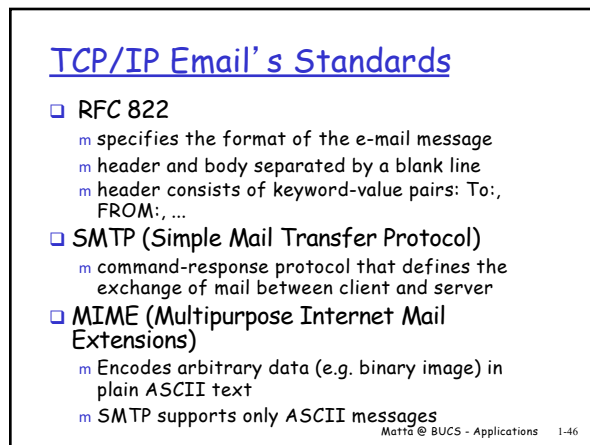 TCP/IP Email's Standards
❑ RFC 822
m specifies the format of the e-mail message
m header and body separated by a blank line
m header consists of keyword-value pairs: To:,
FROM:, ...
❑ SMTP (Simple Mail Transfer Protocol)
m command-response protocol that defines the
exchange of mail between client and server
❑ MIME (Multipurpose Internet Mail
Extensions)
m Encodes arbitrary data (e.g. binary image) in
plain ASCII text
m SMTP supports only ASCII messages
Matta @ BUCS - Applications 1-46